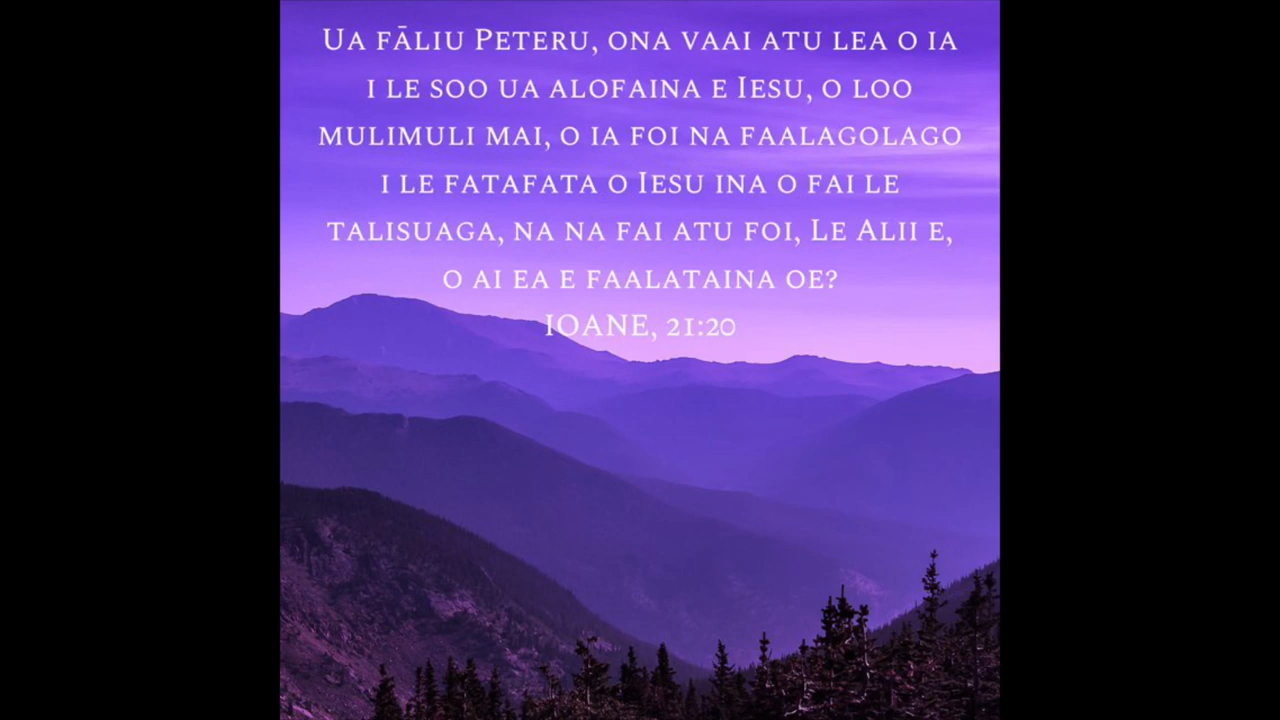 Ua fāliu Peteru, ona vaai atu lea o ia
i le soo ua alofaina e Iesu, o loo
mulimuli mai, o ia foi na faalagolago
i le fatafata o Iesu ina o fai le
talisuaga, na na fai atu foi, Le Alii e,
o ai ea e faalataina oe?
IOANE, 21:20